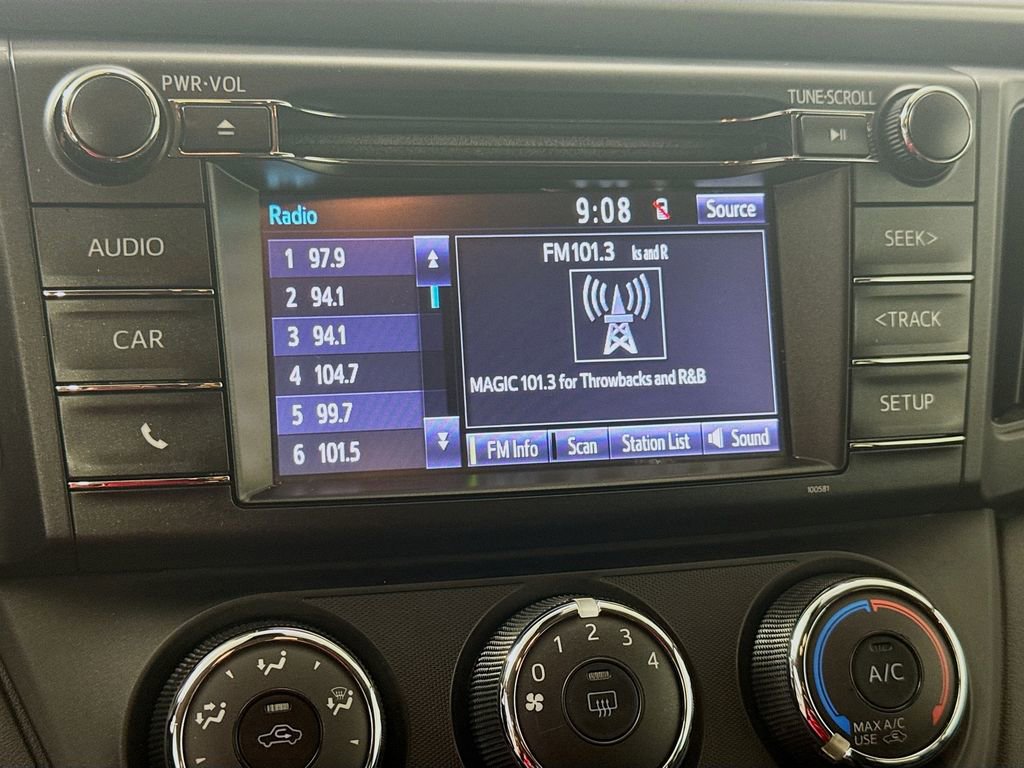 PWR·VOL
TUNE·SCROLL
Radio
9:08
Source
AUDIO
CAR
1 97.9
2 94.1
3 94.1
4 104.7
5 99.7
6 101.5
FM101.3 ks and R
MAGIC 101.3 for Throwbacks and R&B
FM Info
Scan
Station List
Sound
SEEK>
<TRACK
SETUP
100581
0 1 2 3 4
A/C
MAX A/C
USE